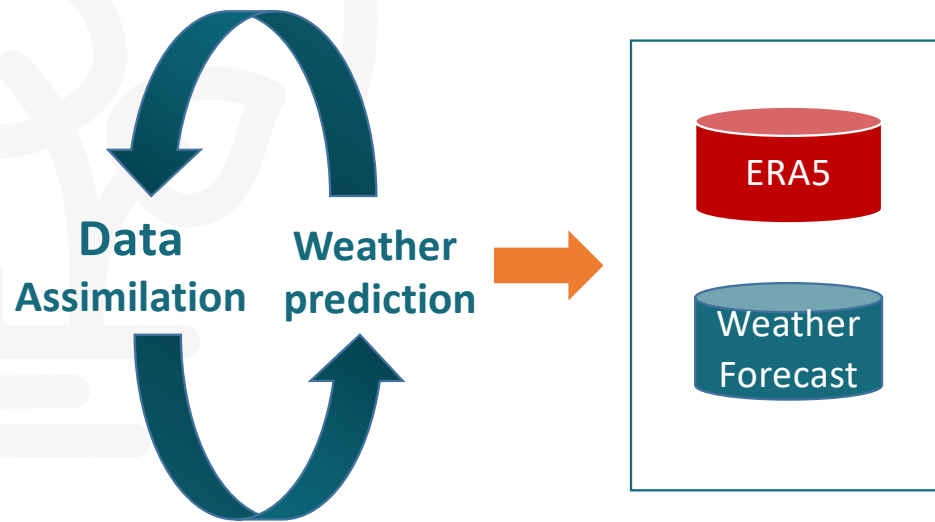 Data
Assimilation
Weather
prediction
ERA5
Weather
Forecast